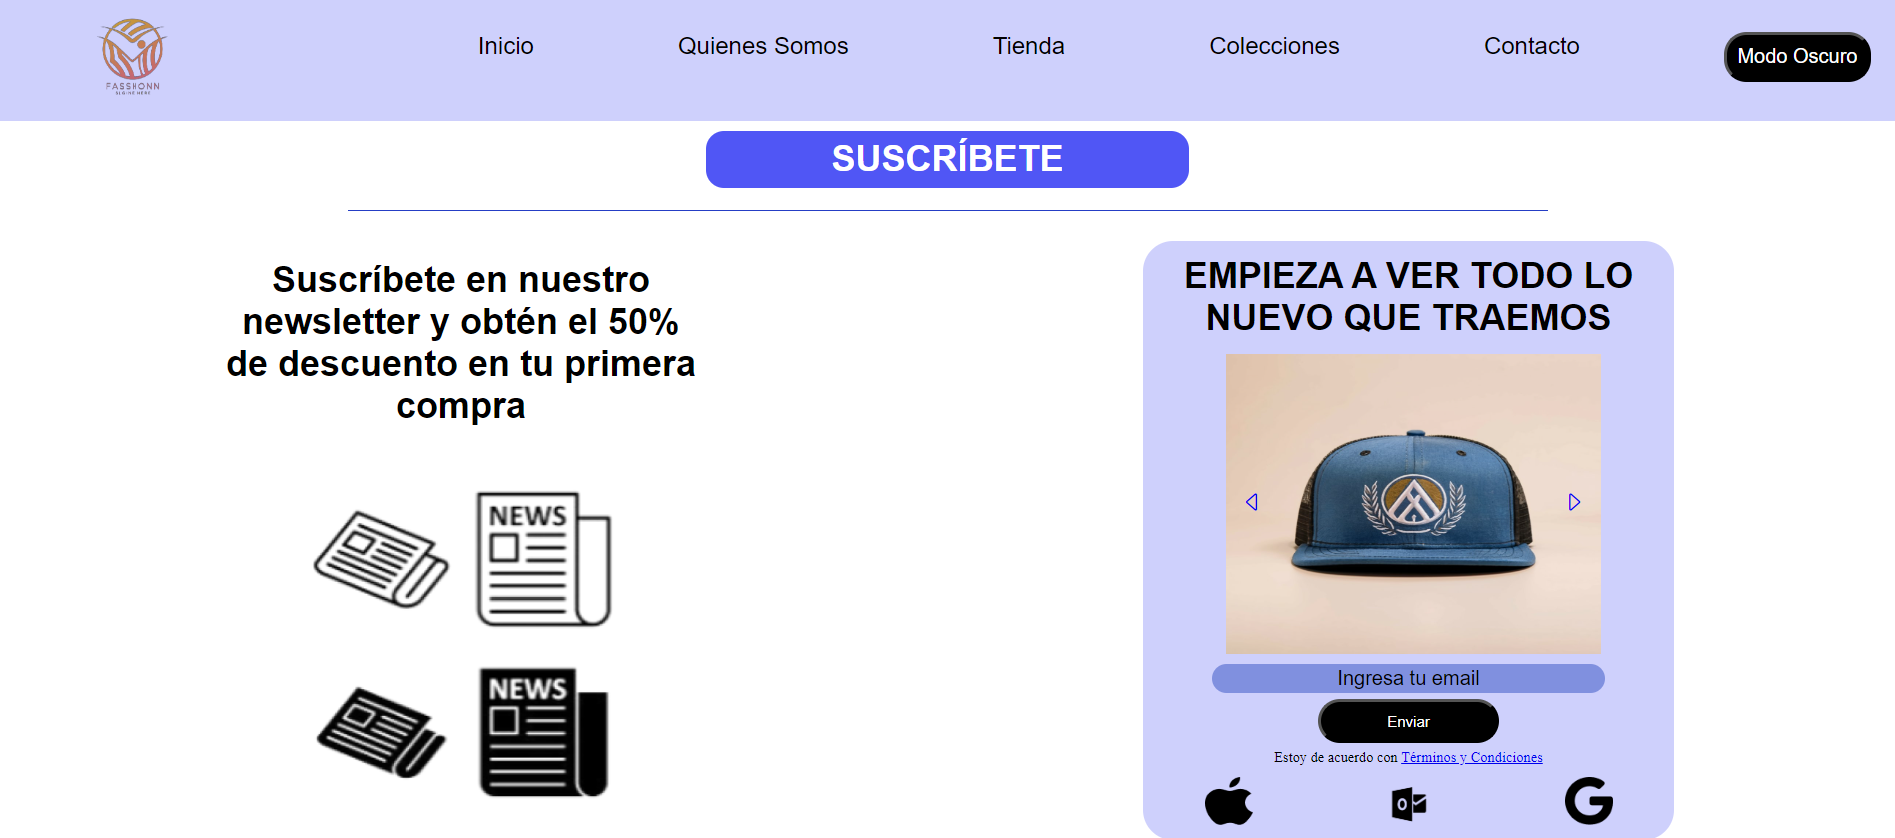 Inicio
Quienes Somos
Tienda
Colecciones
Contacto
Modo Oscuro
FASSHONN
SUSCRÍBETE
Suscríbete en nuestro
newsletter y obtén el 50%
de descuento en tu primera
compra
NEWS
NEWS
EMPIEZA A VER TODO LO
NUEVO QUE TRAEMOS
Ingresa tu email
Enviar
Estoy de acuerdo con Términos y Condiciones